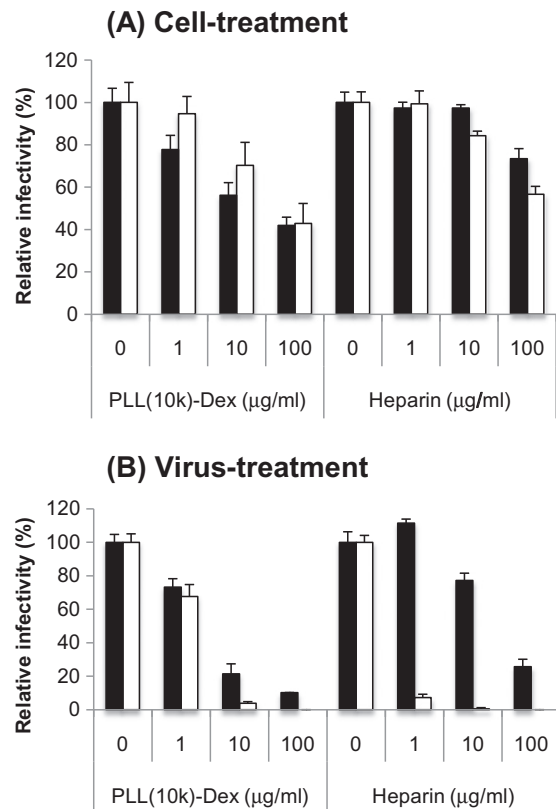 (A) Cell-treatment
Relative infectivity (%)
120
100
80
60
40
20
0
0 1 10 100 0 1 10 100
PLL(10k)-Dex (μg/ml) Heparin (μg/ml)
(B) Virus-treatment
Relative infectivity (%)
120
100
80
60
40
20
0
0 1 10 100 0 1 10 100
PLL(10k)-Dex (μg/ml) Heparin (μg/ml)